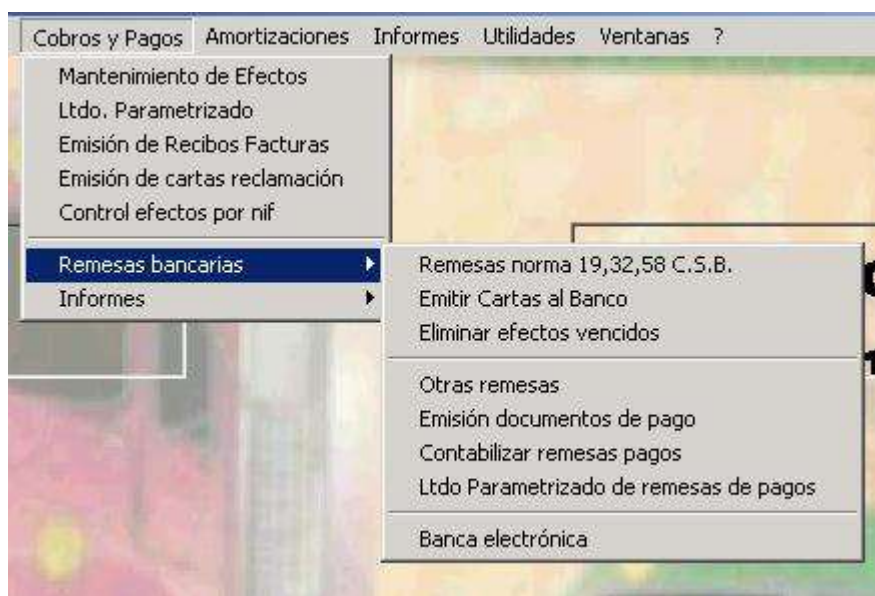 Cobros y Pagos Amortizaciones Informes Utilidades Ventanas ?
Mantenimiento de Efectos
Ltdo. Parametrizado
Emisión de Recibos Facturas
Emisión de cartas reclamación
Control efectos por nif
Remesas bancarias
Informes
Remesas norma 19,32,58 C.S.B.
Emitir Cartas al Banco
Eliminar efectos vencidos
Otras remesas
Emisión documentos de pago
Contabilizar remesas pagos
Ltdo Parametrizado de remesas de pagos
Banca electrónica